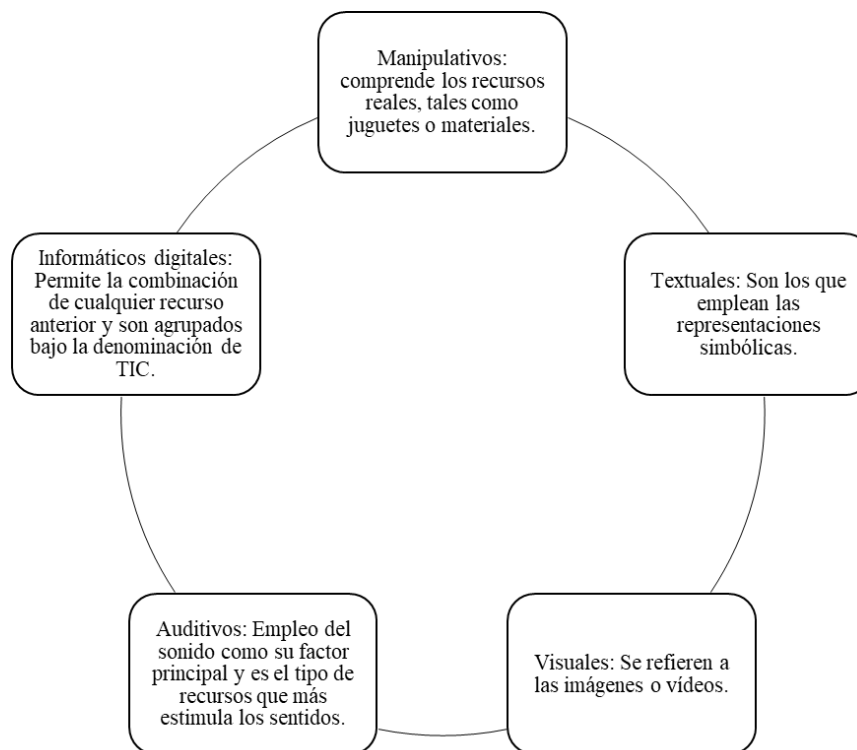 Manipulativos:
comprende los recursos
reales, tales como
juguetes o materiales.
Textuales: Son los que
emplean las
representaciones
simbólicas.
Visuales: Se refieren a
las imágenes o vídeos.
Auditivos: Empleo del
sonido como su factor
principal y es el tipo de
recursos que más
estimula los sentidos.
Informáticos digitales:
Permite la combinación
de cualquier recurso
anterior y son agrupados
bajo la denominación de
TIC.